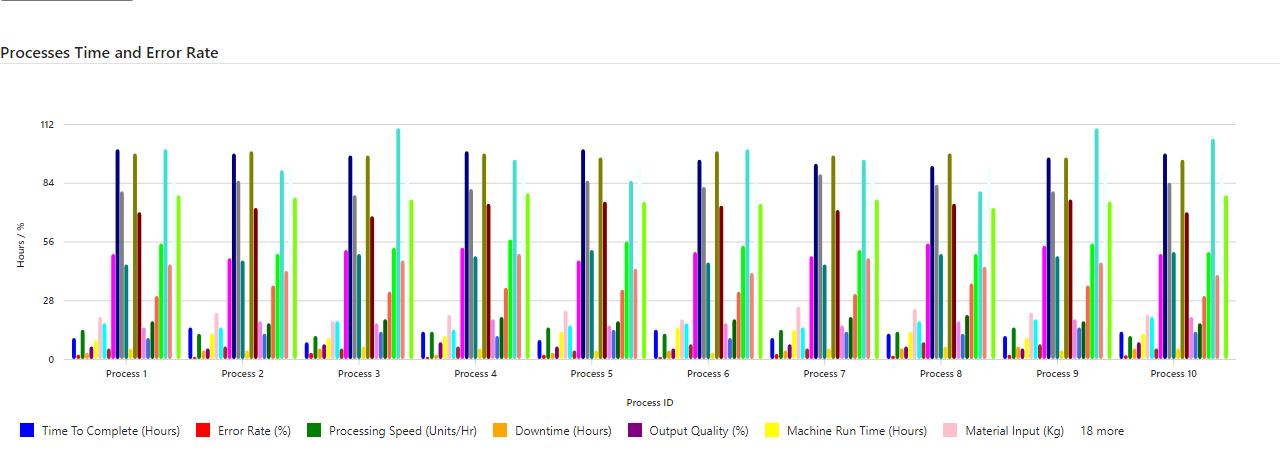 Processes Time and Error Rate
112
84
56
28
0
Hours / %
Process 1 Process 2 Process 3 Process 4 Process 5 Process 6 Process 7 Process 8 Process 9 Process 10
Process ID
Time To Complete (Hours) Error Rate (%) Processing Speed (Units/Hr) Downtime (Hours) Output Quality (%) Machine Run Time (Hours) Material Input (Kg) 18 more